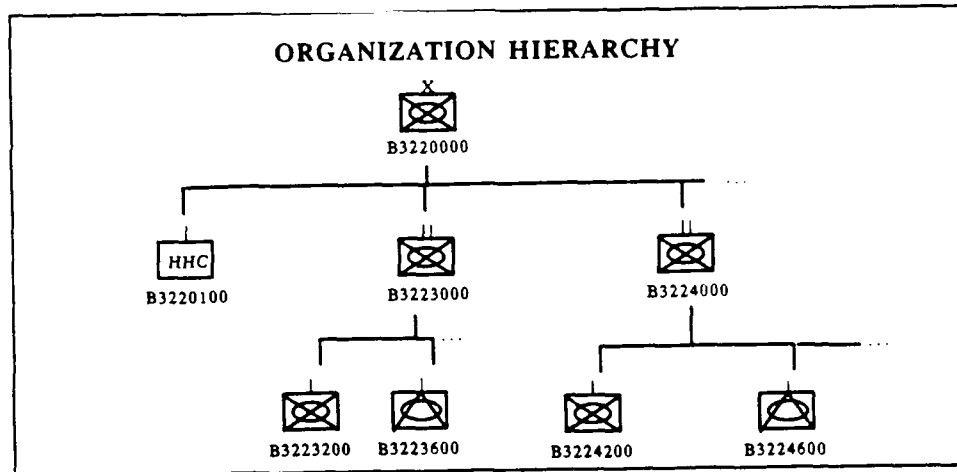 ORGANIZATION HIERARCHY
X
B3220000
...
HHC
B3220100
B3223000
B3224000
...
...
B3223200
B3223600
B3224200
B3224600